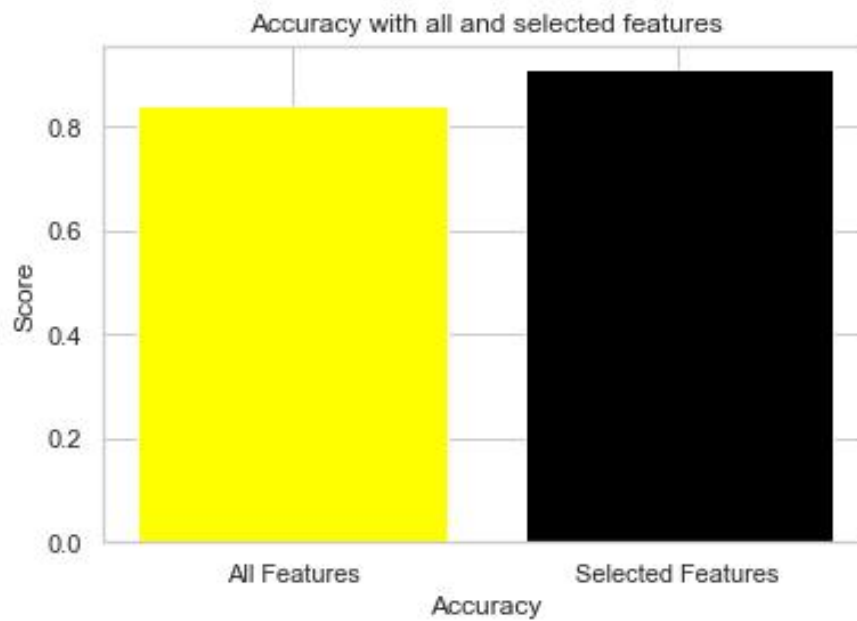 Accuracy with all and selected features
0.8
0.6
0.4
0.2
0.0
Score
All Features
Selected Features
Accuracy